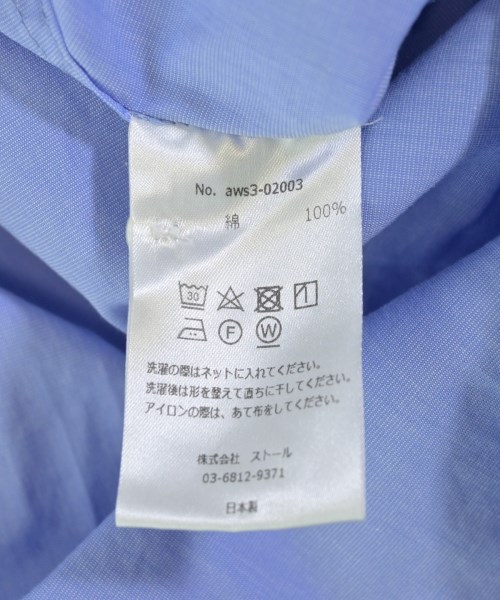 No. aws3-02003
綿 100%
30
F W
洗濯の際はネットに入れてください。
洗濯後は形を整えて直ちに干してください。
アイロンの際は、あて布をしてください。
株式会社 ストール
03-6812-9371
日本製